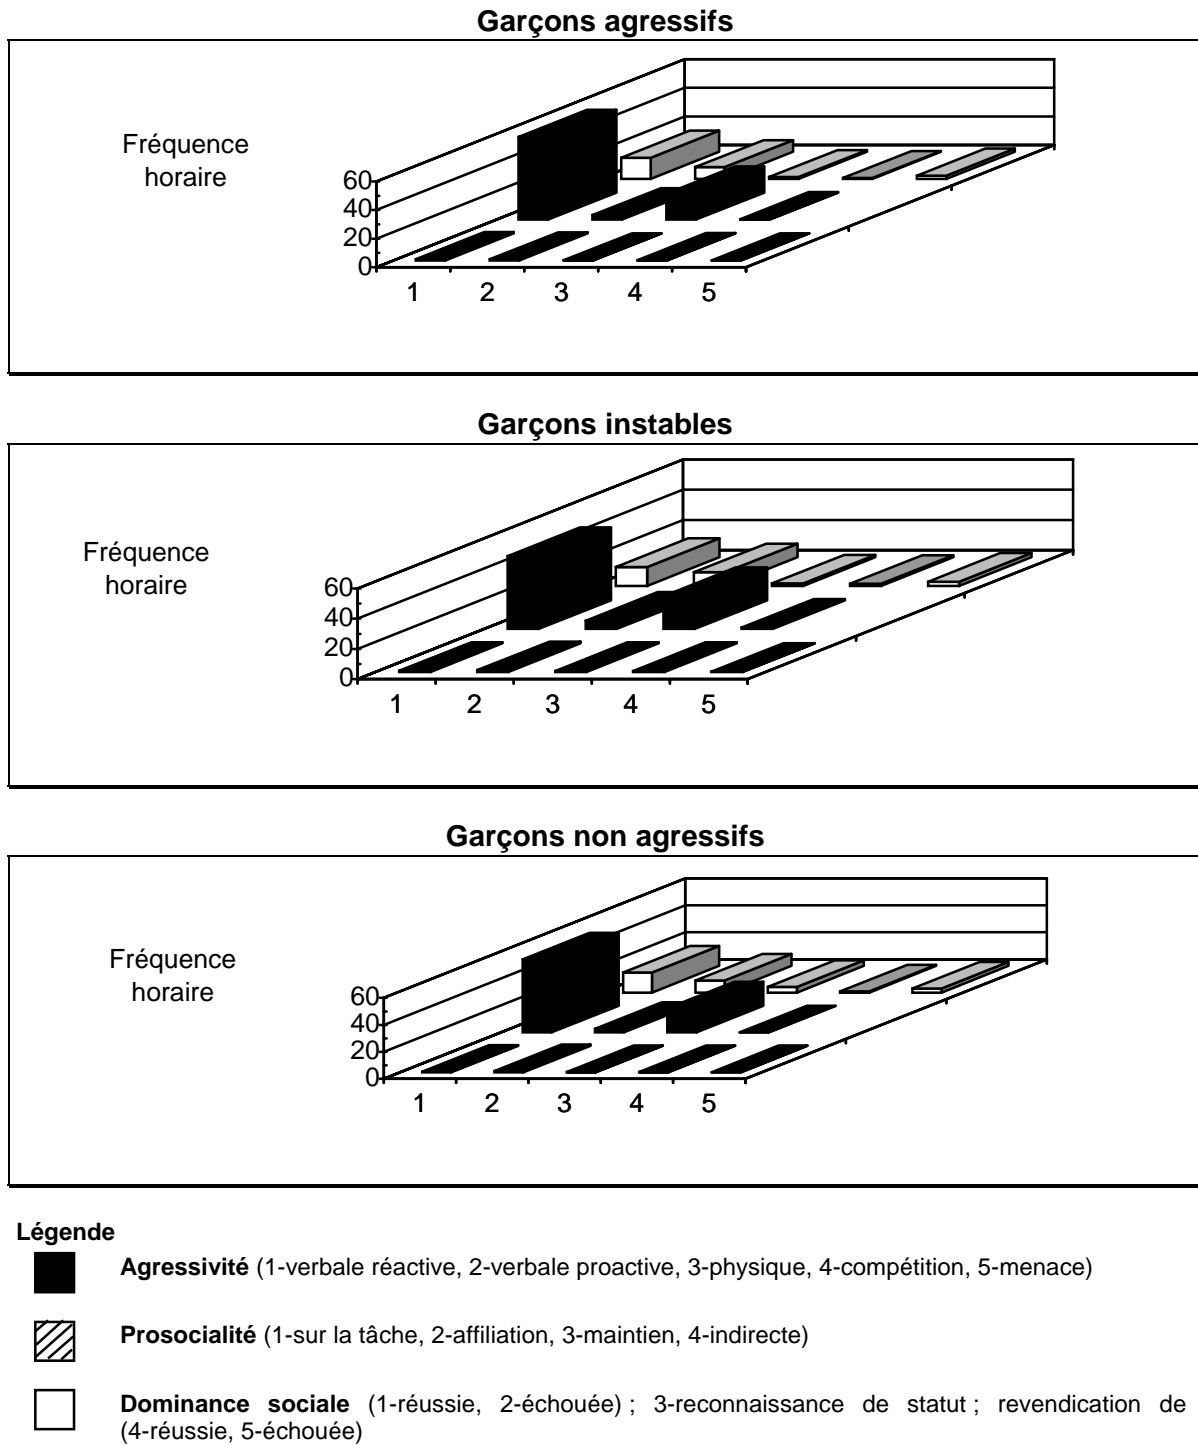 Garçons agressifs
Fréquence
horaire
60
40
20
0
1 2 3 4 5
Garçons instables
Fréquence
horaire
60
40
20
0
1 2 3 4 5
Garçons non agressifs
Fréquence
horaire
60
40
20
0
1 2 3 4 5
Légende
Agressivité (1-verbale réactive, 2-verbale proactive, 3-physique, 4-compétition, 5-menace)
Prosocialité (1-sur la tâche, 2-affiliation, 3-maintien, 4-indirecte)
Dominance sociale (1-réussie, 2-échouée) ; 3-reconnaissance de statut ; revendication de
(4-réussie, 5-échouée)